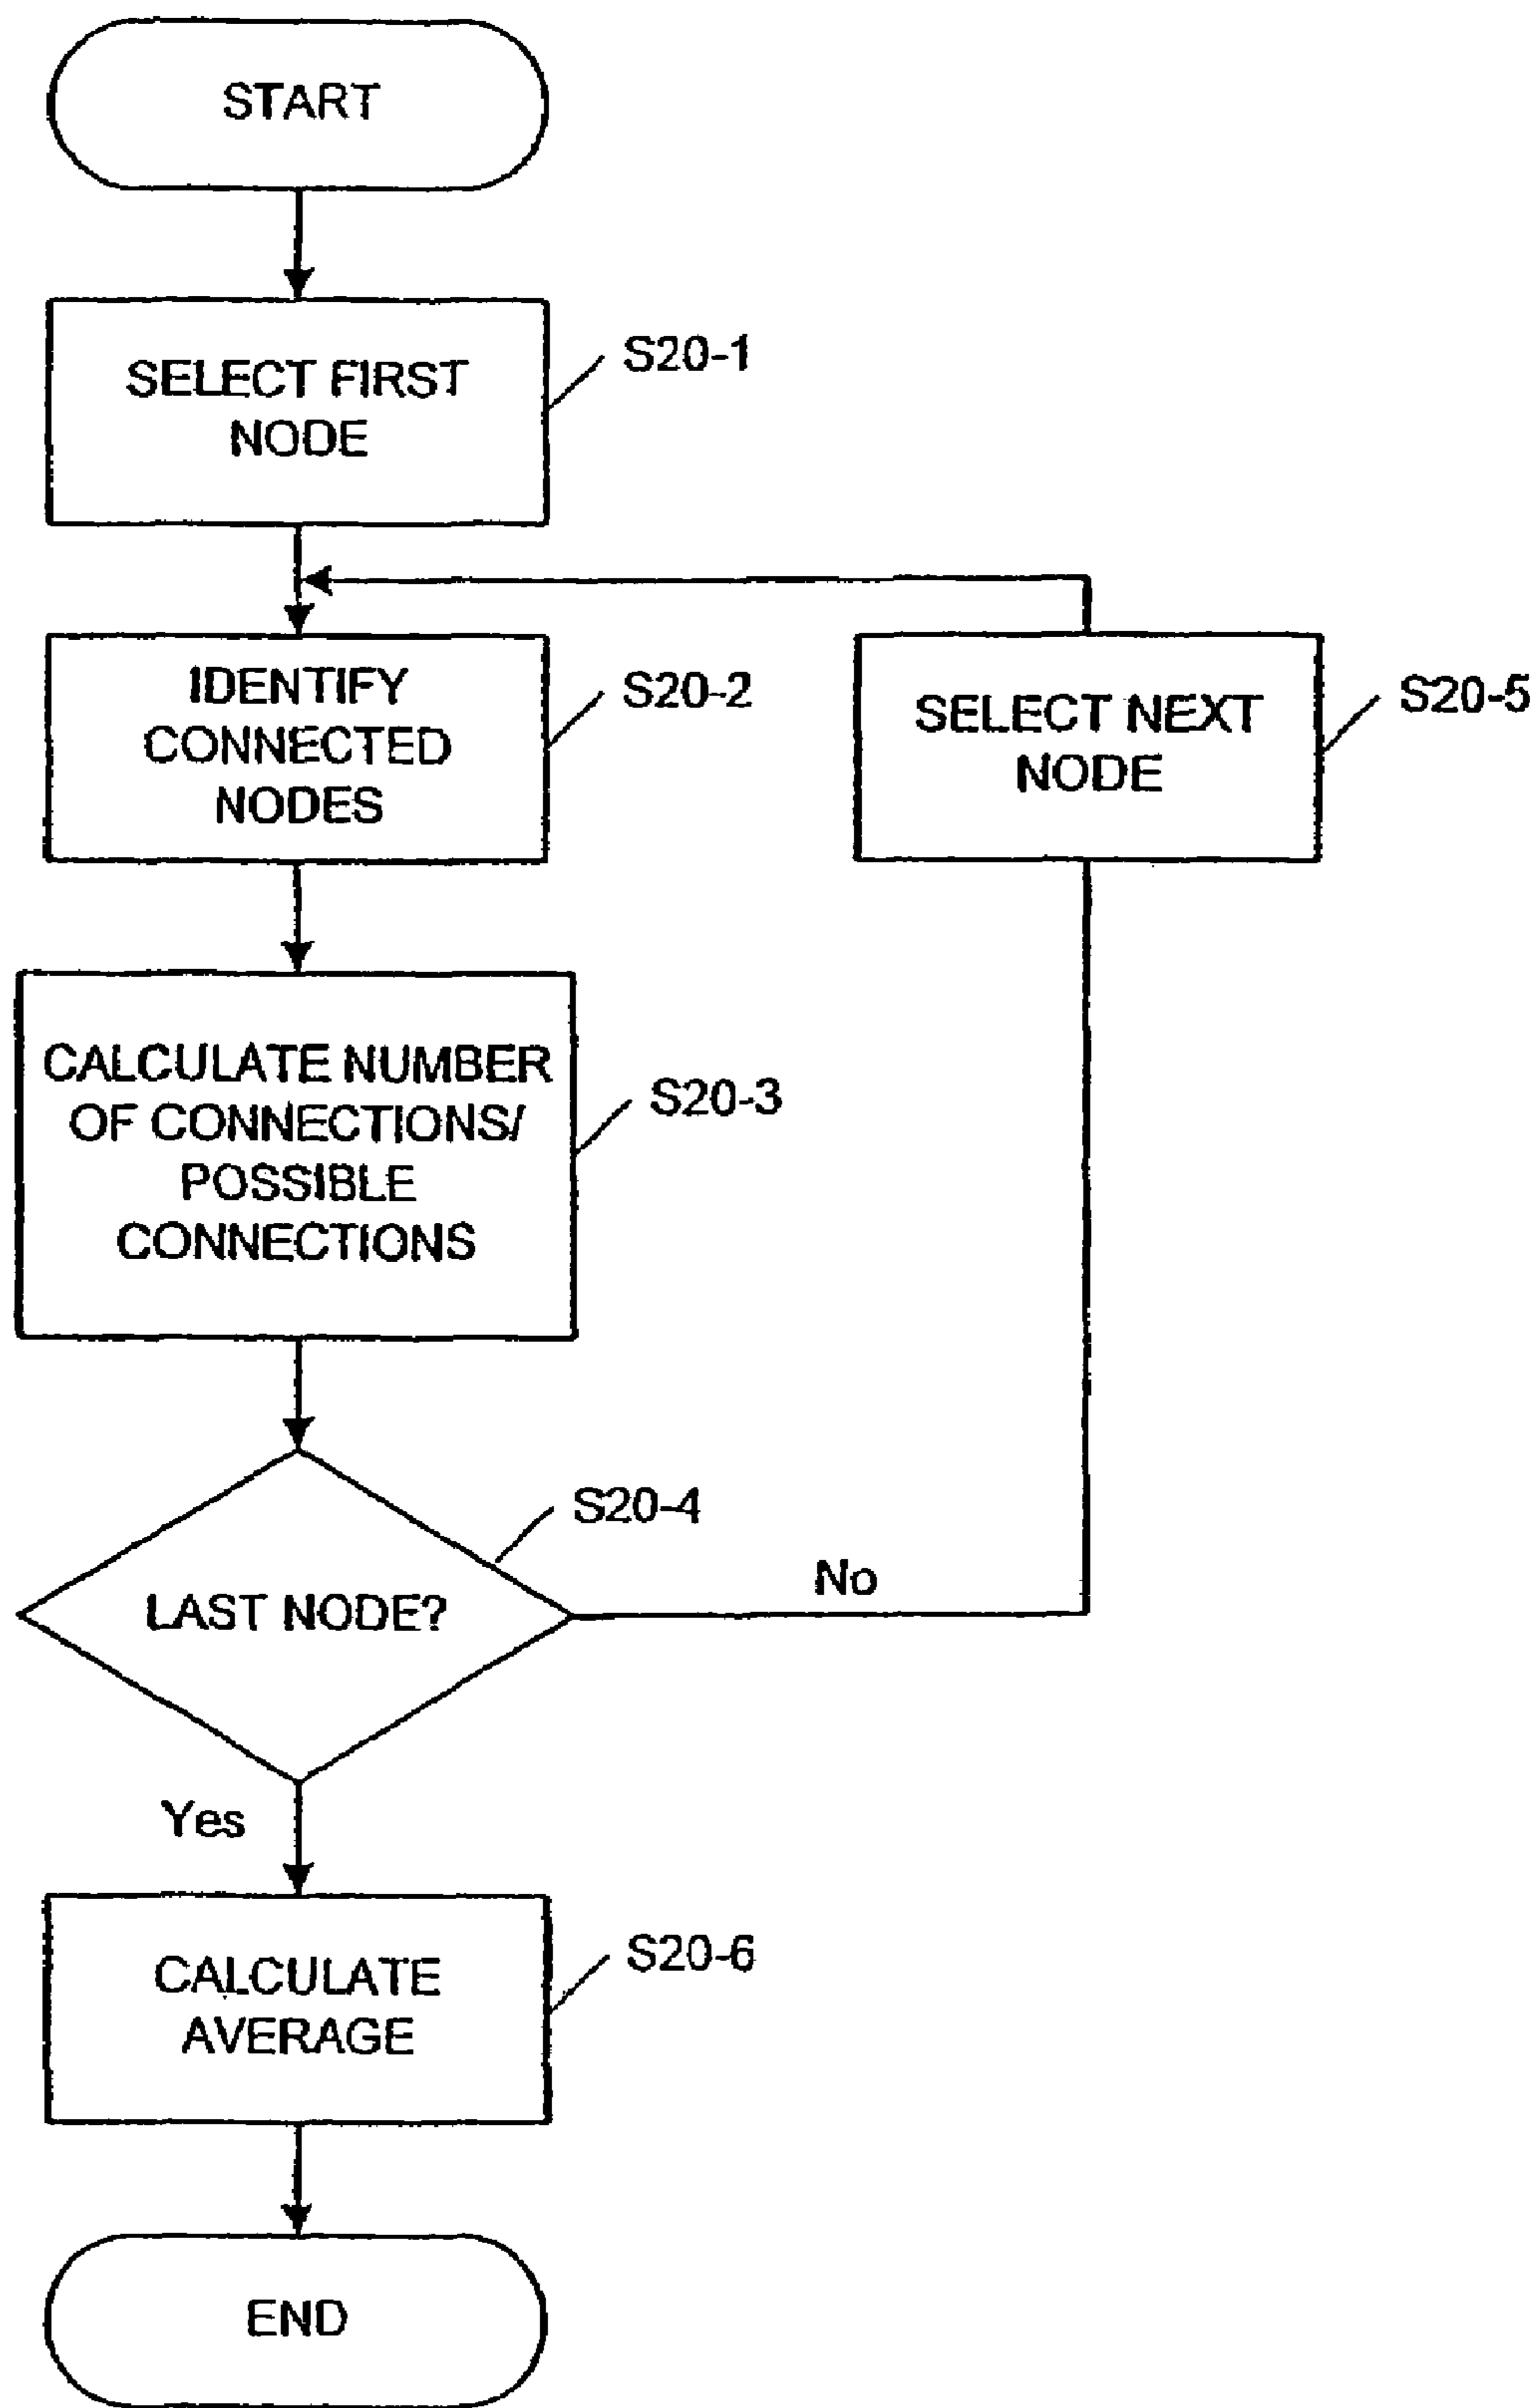 START
SELECT FIRST
NODE
S20-1
IDENTIFY
CONNECTED
NODES
S20-2
SELECT NEXT
NODE
S20-5
CALCULATE NUMBER
OF CONNECTIONS/
POSSIBLE
CONNECTIONS
S20-3
LAST NODE?
S20-4
No
Yes
CALCULATE
AVERAGE
S20-6
END